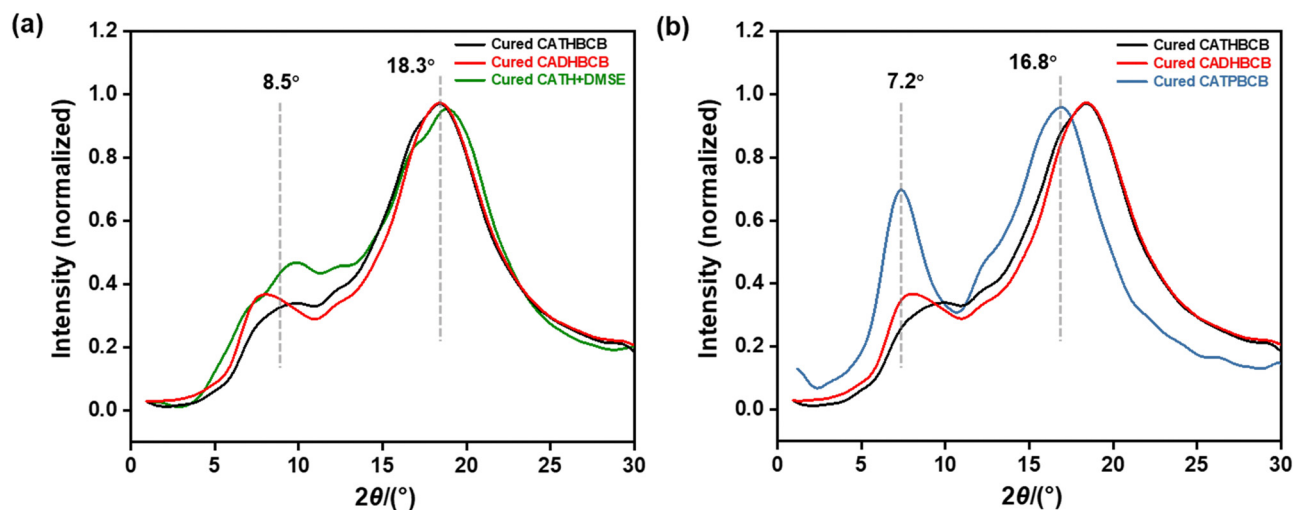 (a)
1.2
1.0
0.8
0.6
0.4
0.2
0.0
Intensity (normalized)
8.5°
18.3°
Cured CATHBCB
Cured CADHBCB
Cured CATH+DMSE
0 5 10 15 20 25 30
2θ/(°)
(b)
1.2
1.0
0.8
0.6
0.4
0.2
0.0
Intensity (normalized)
7.2°
16.8°
Cured CATHBCB
Cured CADHBCB
Cured CATPBCB
0 5 10 15 20 25 30
2θ/(°)